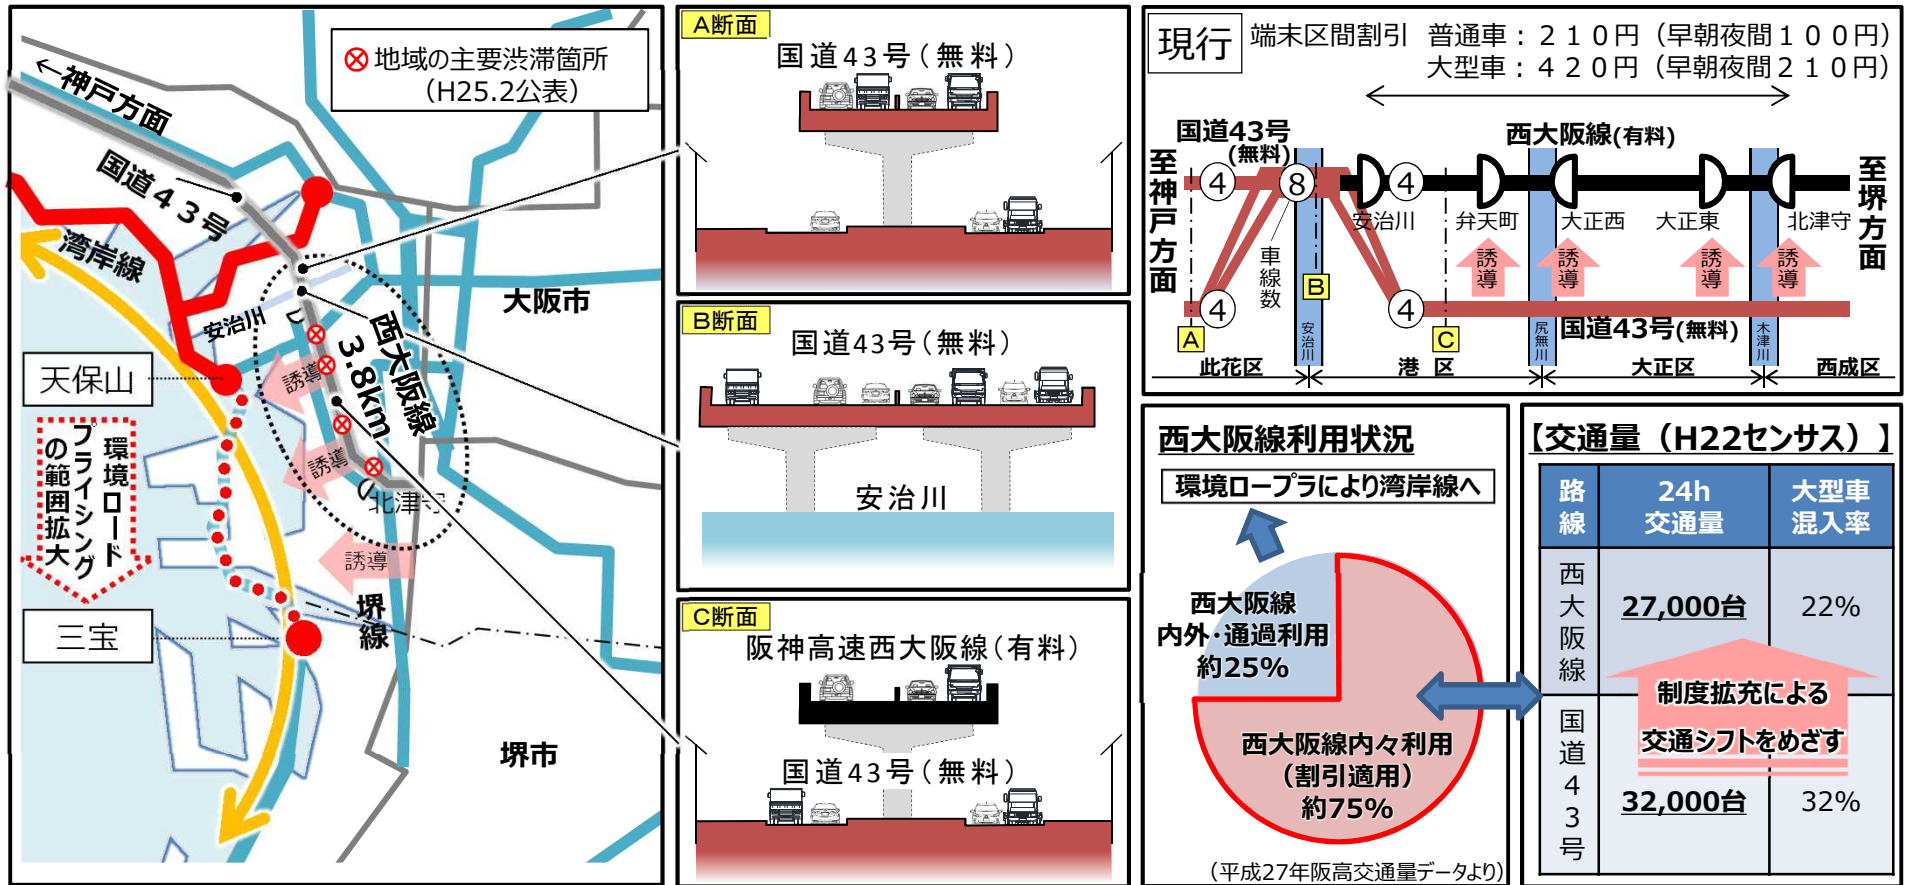 ⊗地域の主要渋滞箇所
(H25.2公表)
←神戸方面
国道43号
湾岸線
安治川
大阪市
西大阪線
3.8km
誘導
天保山
誘導
北津守
環境ロード
プライシング
の範囲拡大
誘導
堺線
三宝
堺市
A断面
国道43号(無料)
B断面
国道43号(無料)
安治川
C断面
阪神高速西大阪線(有料)
国道43号(無料)
現行
端末区間割引 普通車:210円(早朝夜間100円)
大型車:420円(早朝夜間210円)
国道43号
(無料)
西大阪線(有料)
至神戸方面
至堺方面
④
⑧
④
安治川
弁天町
大正西
大正東
北津守
車線数
誘導
誘導
誘導
誘導
B
④
④
A
C
安治川
国道43号(無料)
尻無川
木津川
此花区
港 区
大正区
西成区
西大阪線利用状況
環境ロープラにより湾岸線へ
西大阪線
内外・通過利用
約25%
西大阪線内々利用
(割引適用)
約75%
(平成27年阪高交通量データより)
【交通量(H22センサス)】
路線
24h
交通量
大型車
混入率
西大阪線
27,000台
22%
制度拡充による
交通シフトをめざす
国道43号
32,000台
32%